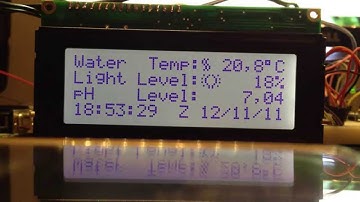 Water Temp:% 20,8°C
Light Level:☼ 18%
pH Level: 7,04
18:53:29 Z 12/11/11